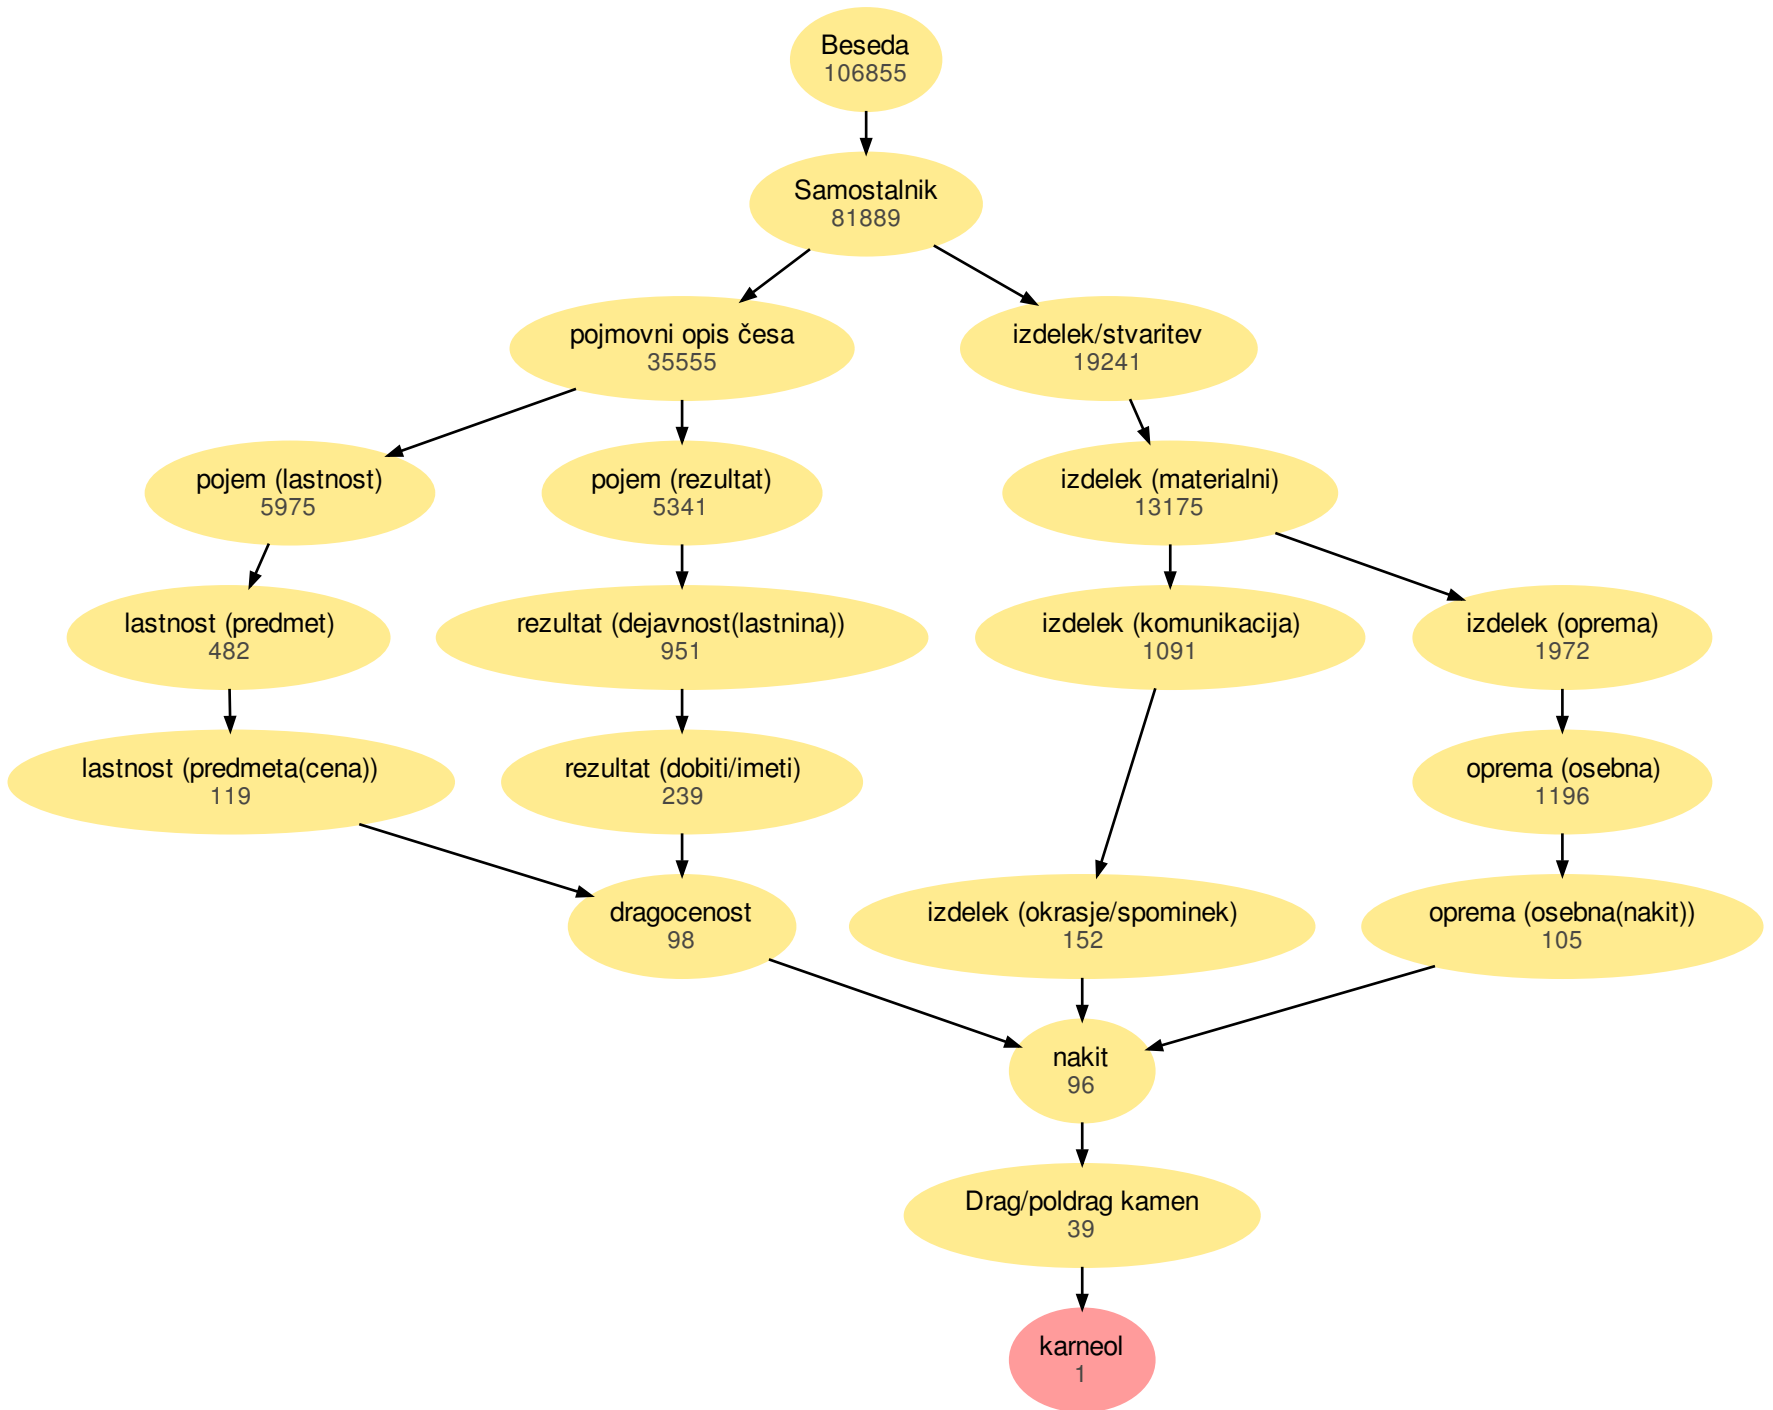 Beseda
106855
Samostalnik
81889
pojmovni opis česa
35555
izdelek/stvaritev
19241
pojem (lastnost)
5975
pojem (rezultat)
5341
izdelek (materialni)
13175
lastnost (predmet)
482
rezultat (dejavnost(lastnina))
951
izdelek (komunikacija)
1091
izdelek (oprema)
1972
lastnost (predmeta(cena))
119
rezultat (dobiti/imeti)
239
oprema (osebna)
1196
dragocenost
98
izdelek (okrasje/spominek)
152
oprema (osebna(nakit))
105
nakit
96
Drag/poldrag kamen
39
karneol
1